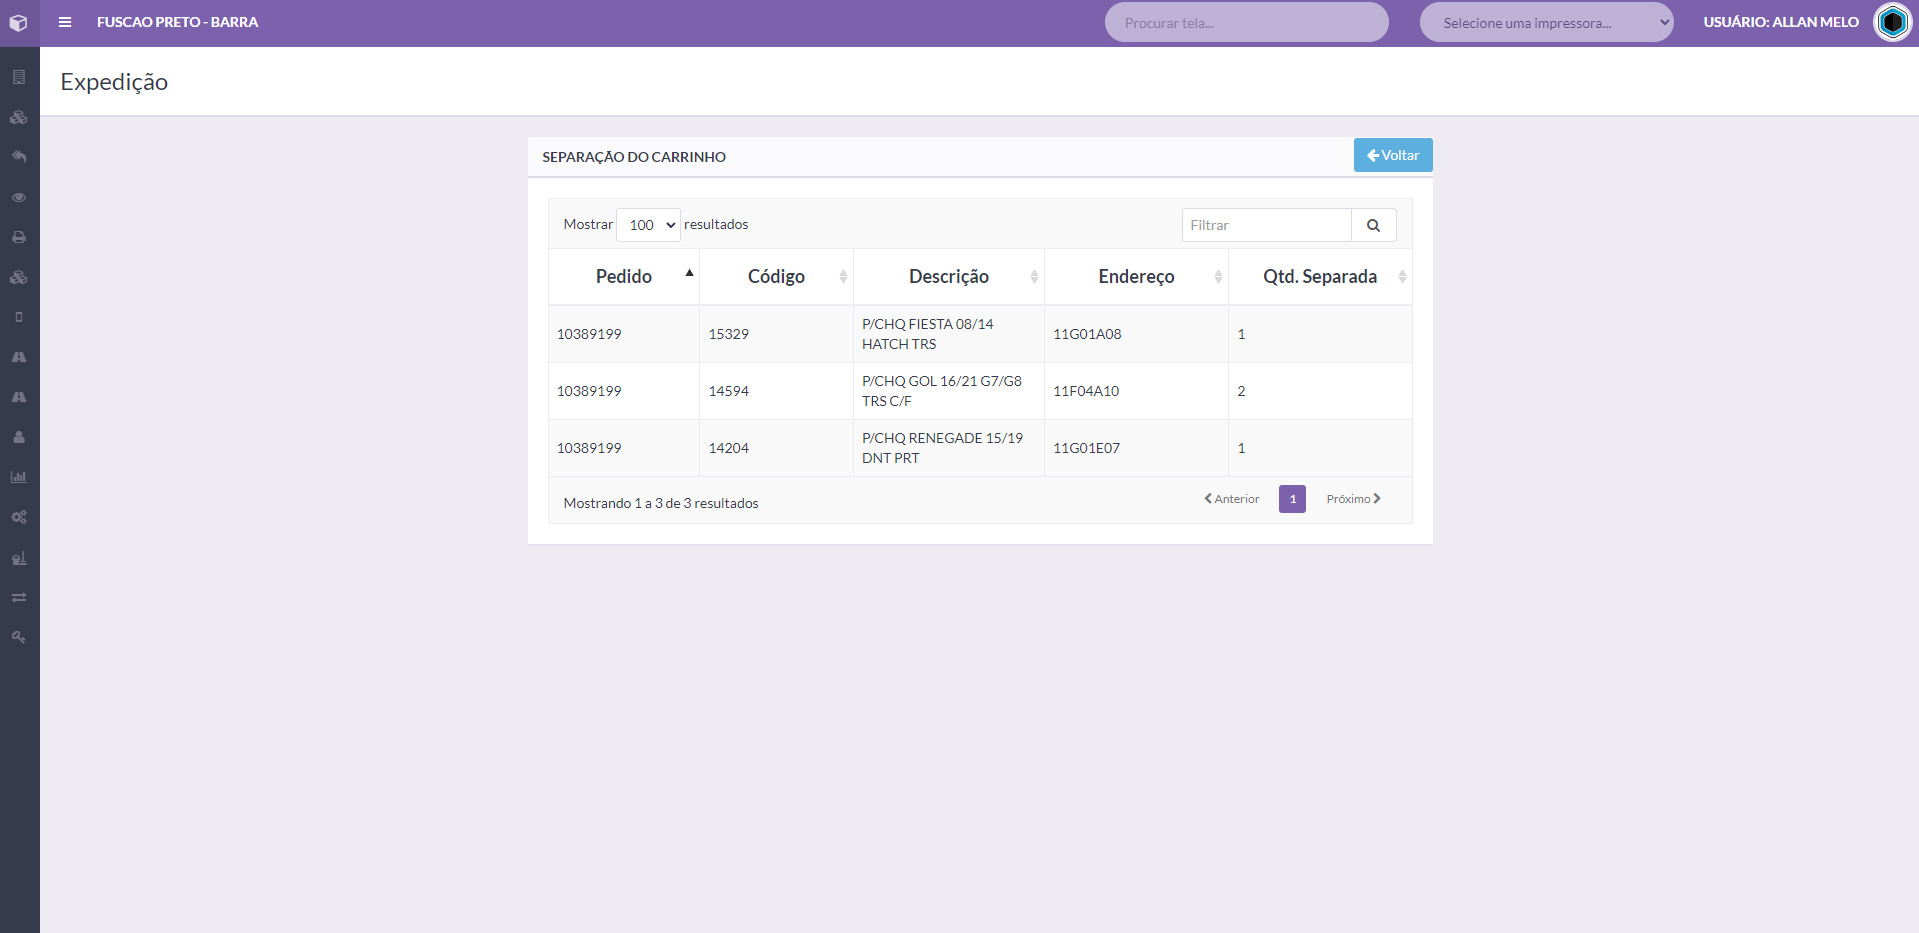 FUSCAO PRETO - BARRA
Procurar tela...
Selecione uma impressora...
USUÁRIO: ALLAN MELO
Expedição
SEPARAÇÃO DO CARRINHO
Voltar
Mostrar 100 resultados
Filtrar
Pedido Código Descrição Endereço Qtd. Separada
10389199 15329 P/CHQ FIESTA 08/14 HATCH TRS 11G01A08 1
10389199 14594 P/CHQ GOL 16/21 G7/G8 TRS C/F 11F04A10 2
10389199 14204 P/CHQ RENEGADE 15/19 DNT PRT 11G01E07 1
Mostrando 1 a 3 de 3 resultados
Anterior 1 Próximo